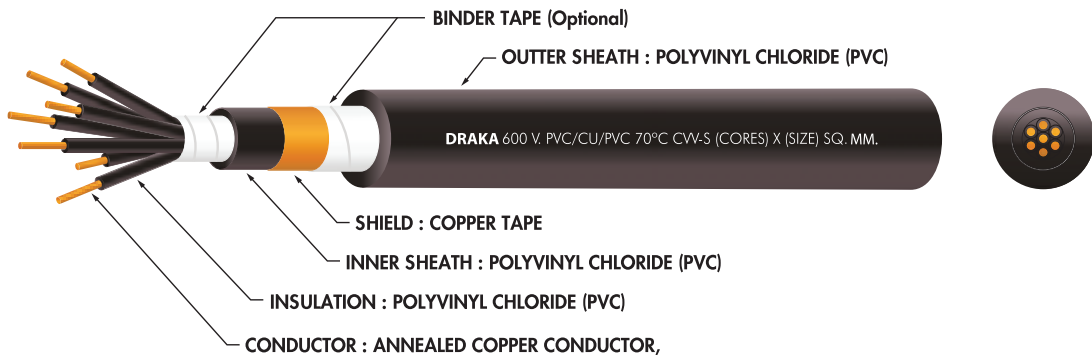 BINDER TAPE (Optional)
OUTTER SHEATH : POLYVINYL CHLORIDE (PVC)
DRAKA 600 V. PVC/CU/PVC 70°C CVV-S (CORES) X (SIZE) SQ. MM.
SHIELD : COPPER TAPE
INNER SHEATH : POLYVINYL CHLORIDE (PVC)
INSULATION : POLYVINYL CHLORIDE (PVC)
CONDUCTOR : ANNEALED COPPER CONDUCTOR,